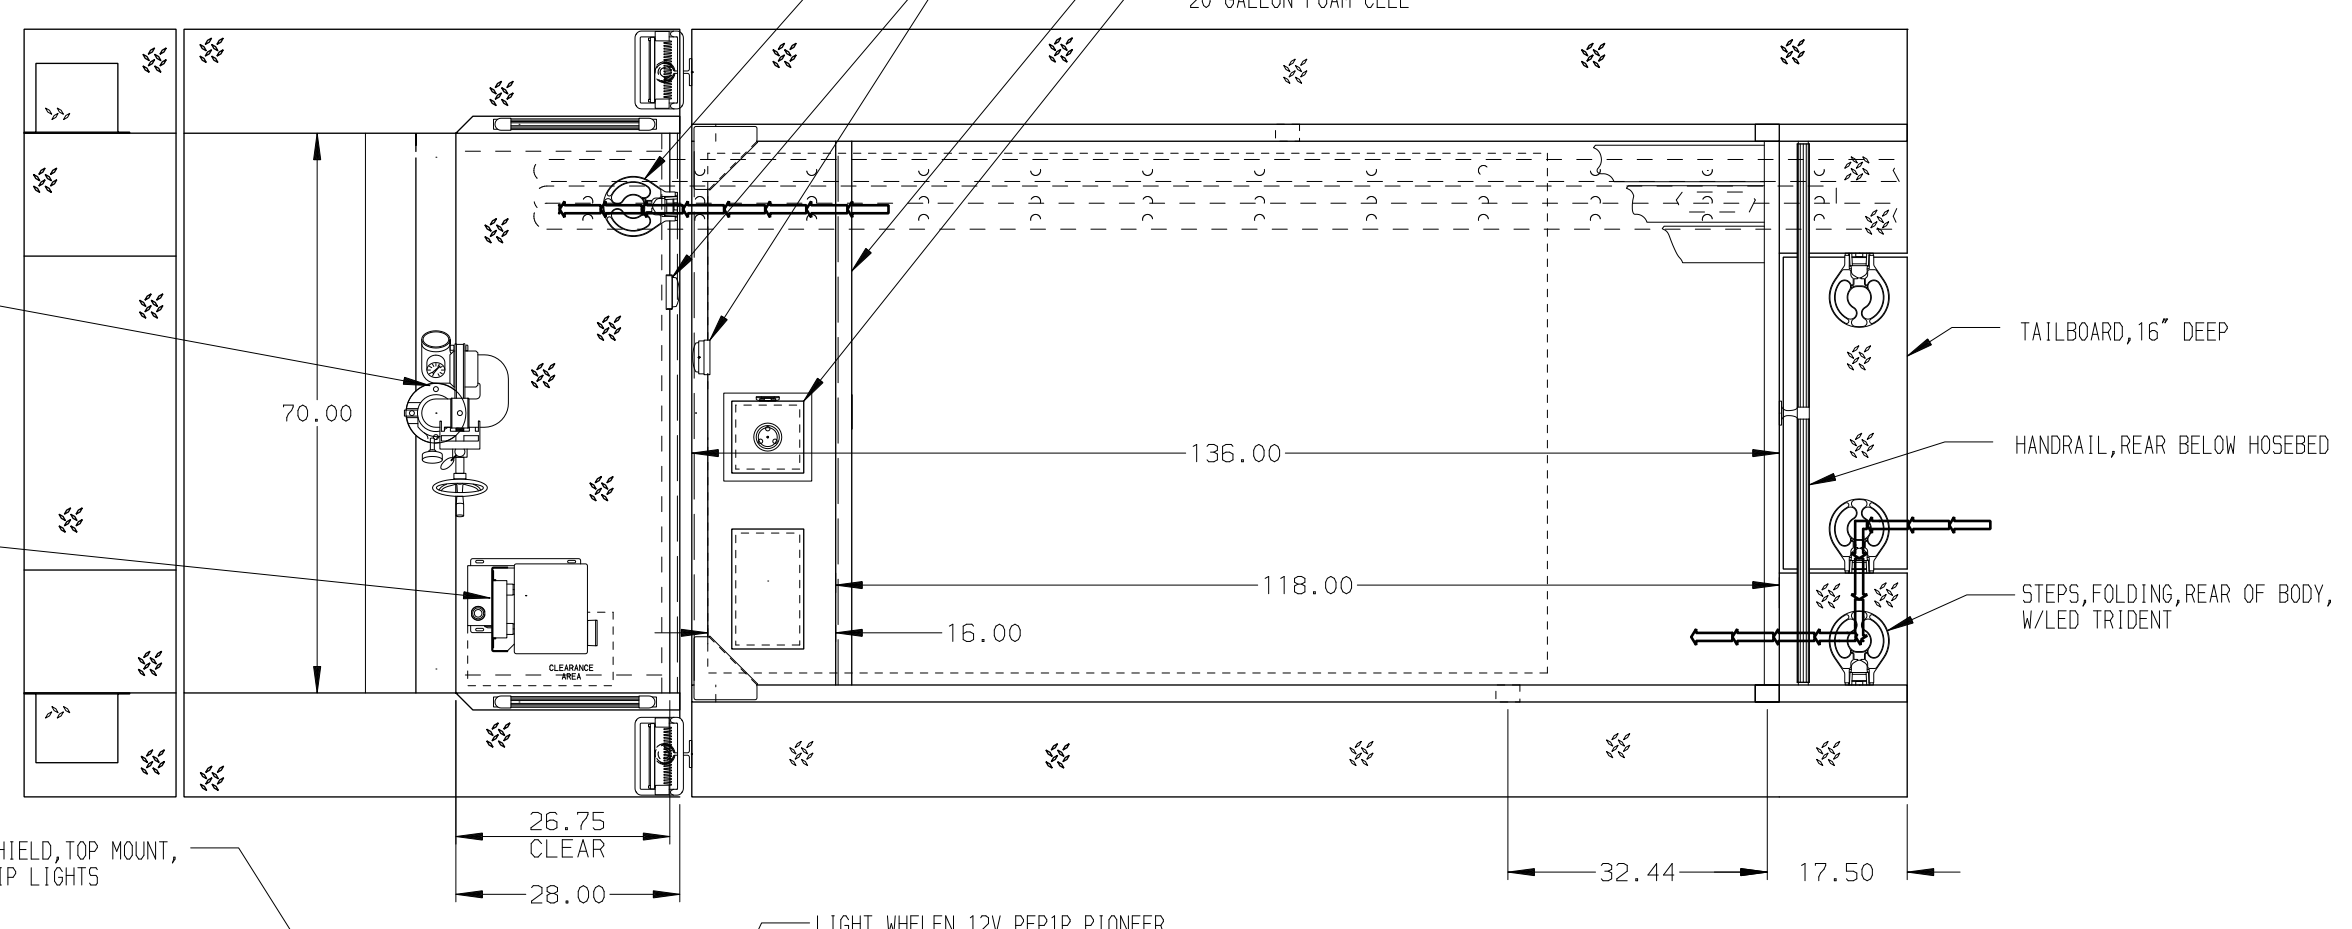 20 GALLON FOAM CELL
TAILBOARD,16" DEEP
70.00
HANDRAIL,REAR BELOW HOSEBED
136.00
118.00
STEPS,FOLDING,REAR OF BODY,
W/LED TRIDENT
16.00
CLEARANCE
AREA
26.75
CLEAR
HIELD,TOP MOUNT,
IP LIGHTS
32.44
17.50
28.00
LIGHT WHELEN 12V PFP1P PIONEER